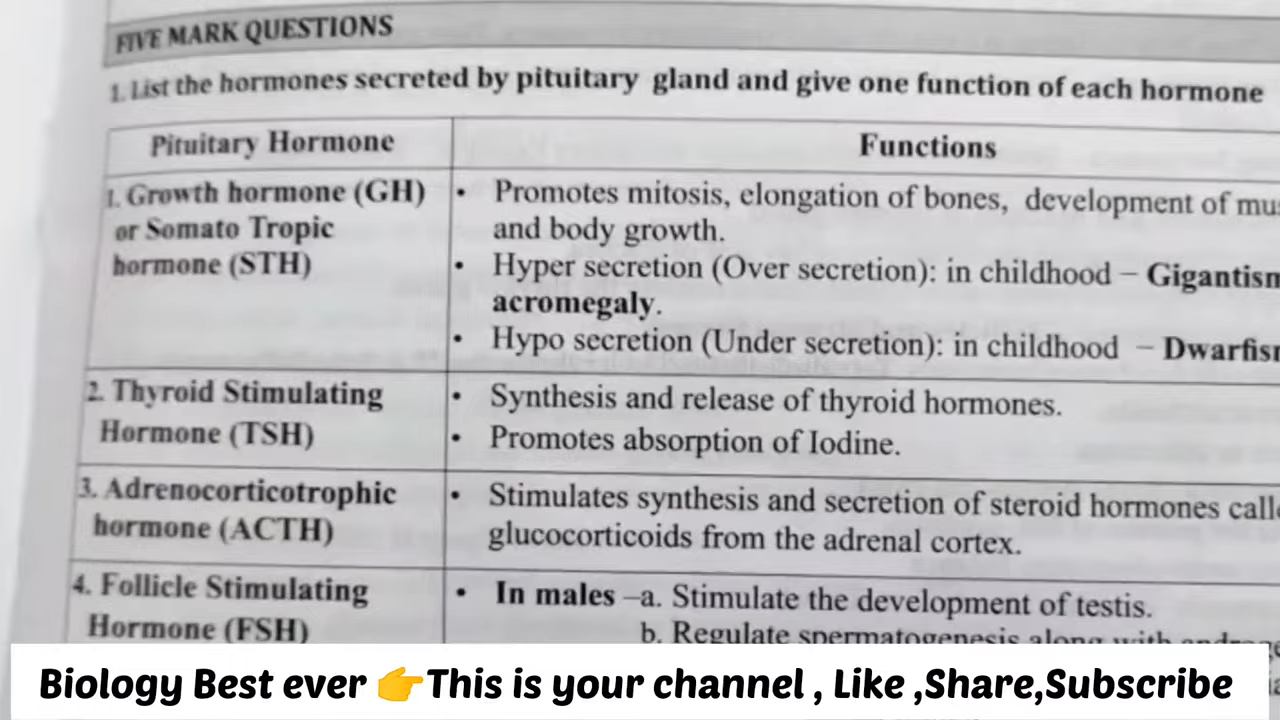 FIVE MARK QUESTIONS
1. List the hormones secreted by pituitary gland and give one function of each hormone
Pituitary Hormone
Functions
1. Growth hormone (GH)
or Somato Tropic
hormone (STH)
• Promotes mitosis, elongation of bones, development of
and body growth.
• Hyper secretion (Over secretion): in childhood –
acromegaly.
• Hypo secretion (Under secretion): in childhood –
2. Thyroid Stimulating
Hormone (TSH)
• Synthesis and release of thyroid hormones.
• Promotes absorption of Iodine.
3. Adrenocorticotrophic
hormone (ACTH)
• Stimulates synthesis and secretion of steroid hormones
glucocorticoids from the adrenal cortex.
4. Follicle Stimulating
Hormone (FSH)
• In males –a. Stimulate the development of testis.
b. Regulate spermatogenesis along with
Biology Best ever 👉This is your channel , Like ,Share,Subscribe